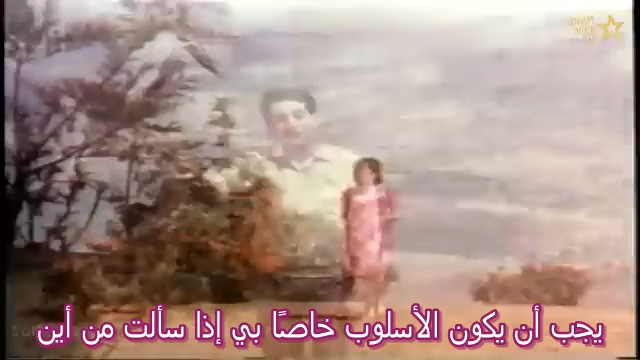 يجب أن يكون الأسلوب خاصًا بي إذا سألت من أين